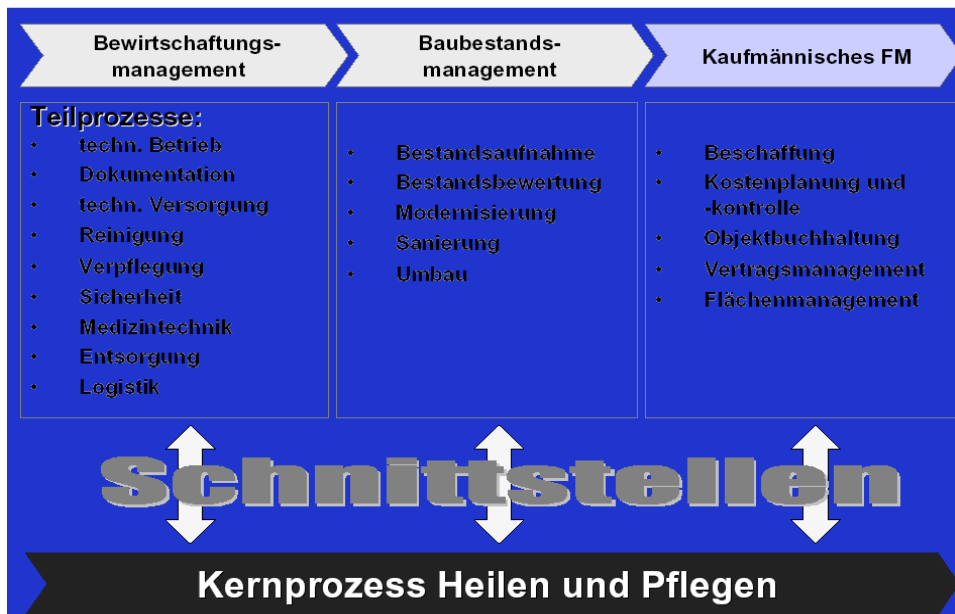 Bewirtschaftungs-
management
Baubestands-
management
Kaufmännisches FM
Teilprozesse:
• techn. Betrieb
• Dokumentation
• techn. Versorgung
• Reinigung
• Verpflegung
• Sicherheit
• Medizintechnik
• Entsorgung
• Logistik
• Bestandsaufnahme
• Bestandsbewertung
• Modernisierung
• Sanierung
• Umbau
• Beschaffung
• Kostenplanung und
-kontrolle
• Objektbuchhaltung
• Vertragsmanagement
• Flächenmanagement
Schnittstellen
Kernprozess Heilen und Pflegen